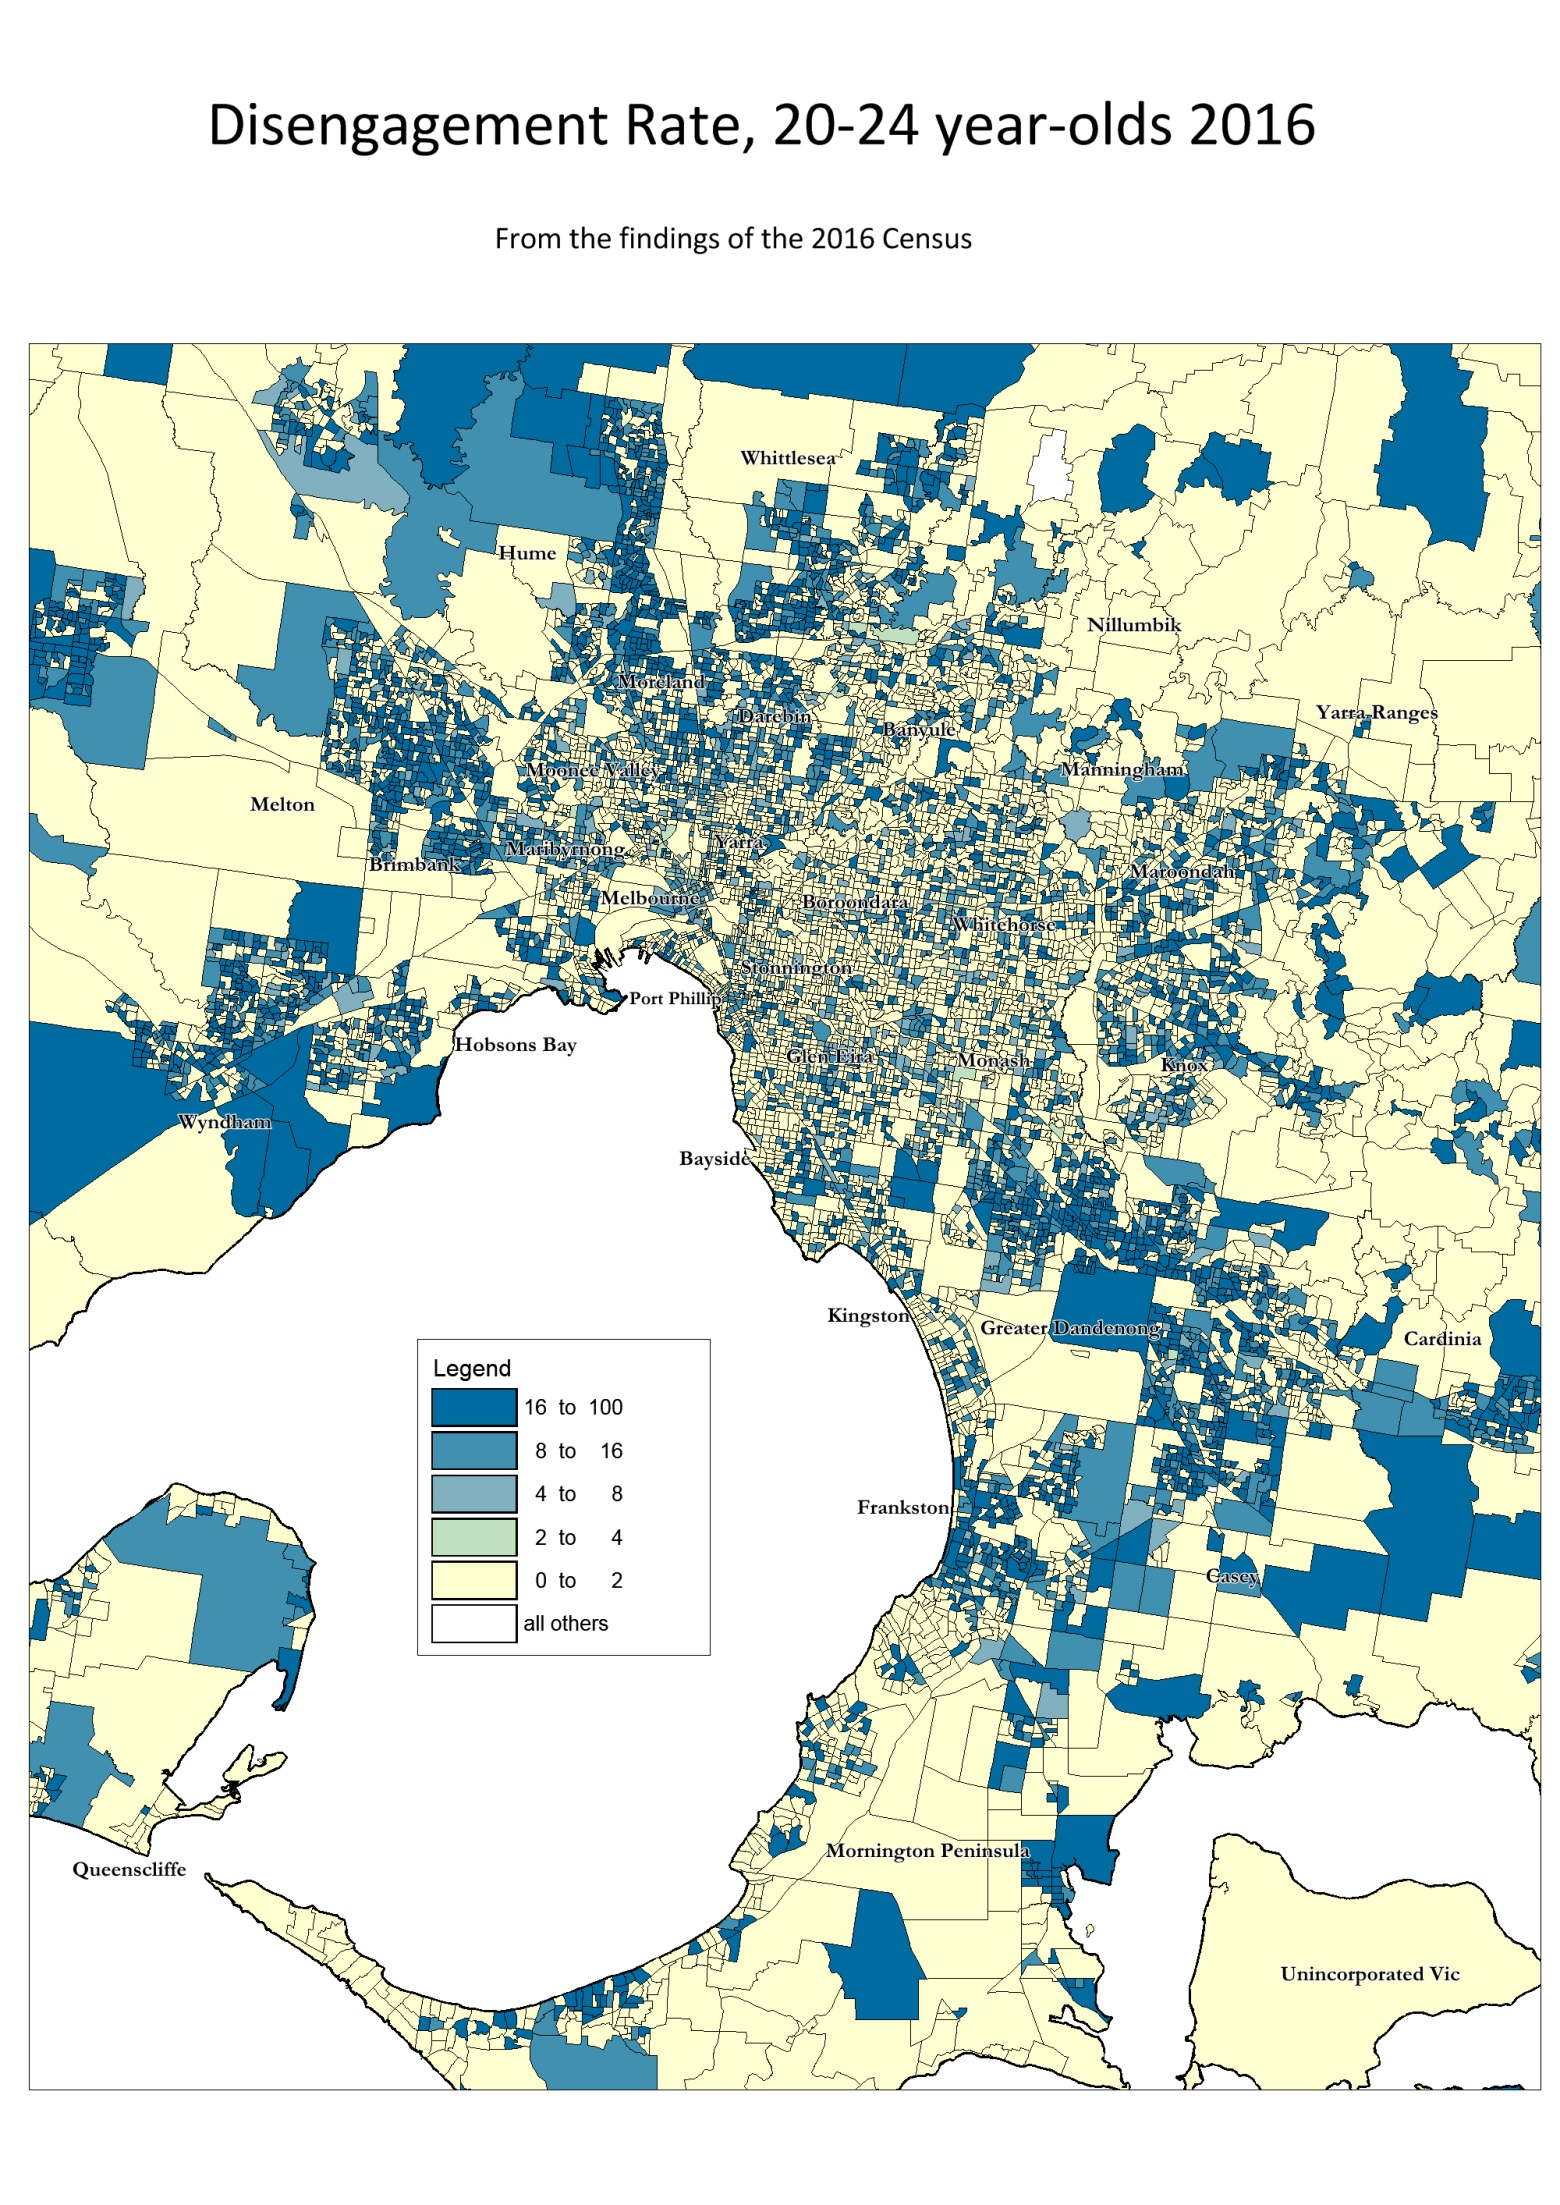 Disengagement Rate, 20-24 year-olds 2016
From the findings of the 2016 Census
Whittlesea
Hume
Nillumbik
Moreland
Yarra Ranges
Darebin
Banyule
Manningham
Moonee Valley
Melton
Yarra
Maribyrnong
Brimbank
Maroondah
Melbourne
Boroondara
Whitehorse
Stonnington
Port Phillip
Hobsons Bay
Glen Eira
Monash
Knox
Wyndham
Bayside
Kingston
Greater Dandenong
Cardinia
Legend
16 to 100
8 to 16
4 to 8
2 to 4
0 to 2
all others
Frankston
Casey
Mornington Peninsula
Queenscliffe
Unincorporated Vic